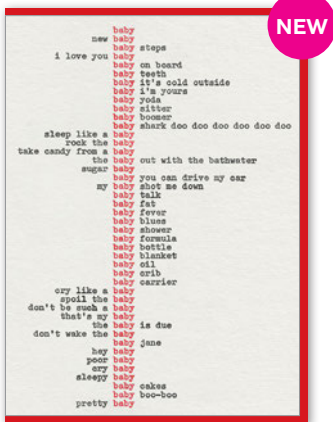 NEW
baby
new baby
baby steps
i love you baby
baby on board
baby teeth
baby it's cold outside
baby i'm yours
baby yoda
baby sitter
baby boomer
baby shark doo doo doo doo doo doo
sleep like a baby
rock the baby
take candy from a baby
the baby out with the bathwater
sugar baby
baby you can drive my car
my baby shot me down
baby talk
baby fat
baby fever
baby blues
baby shower
baby formula
baby bottle
baby blanket
baby oil
baby crib
baby carrier
cry like a baby
spoil the baby
don't be such a baby
that's my baby
the baby is due
don't wake the baby
baby jane
hey baby
poor baby
cry baby
sleepy baby
baby cakes
baby boo-boo
pretty baby